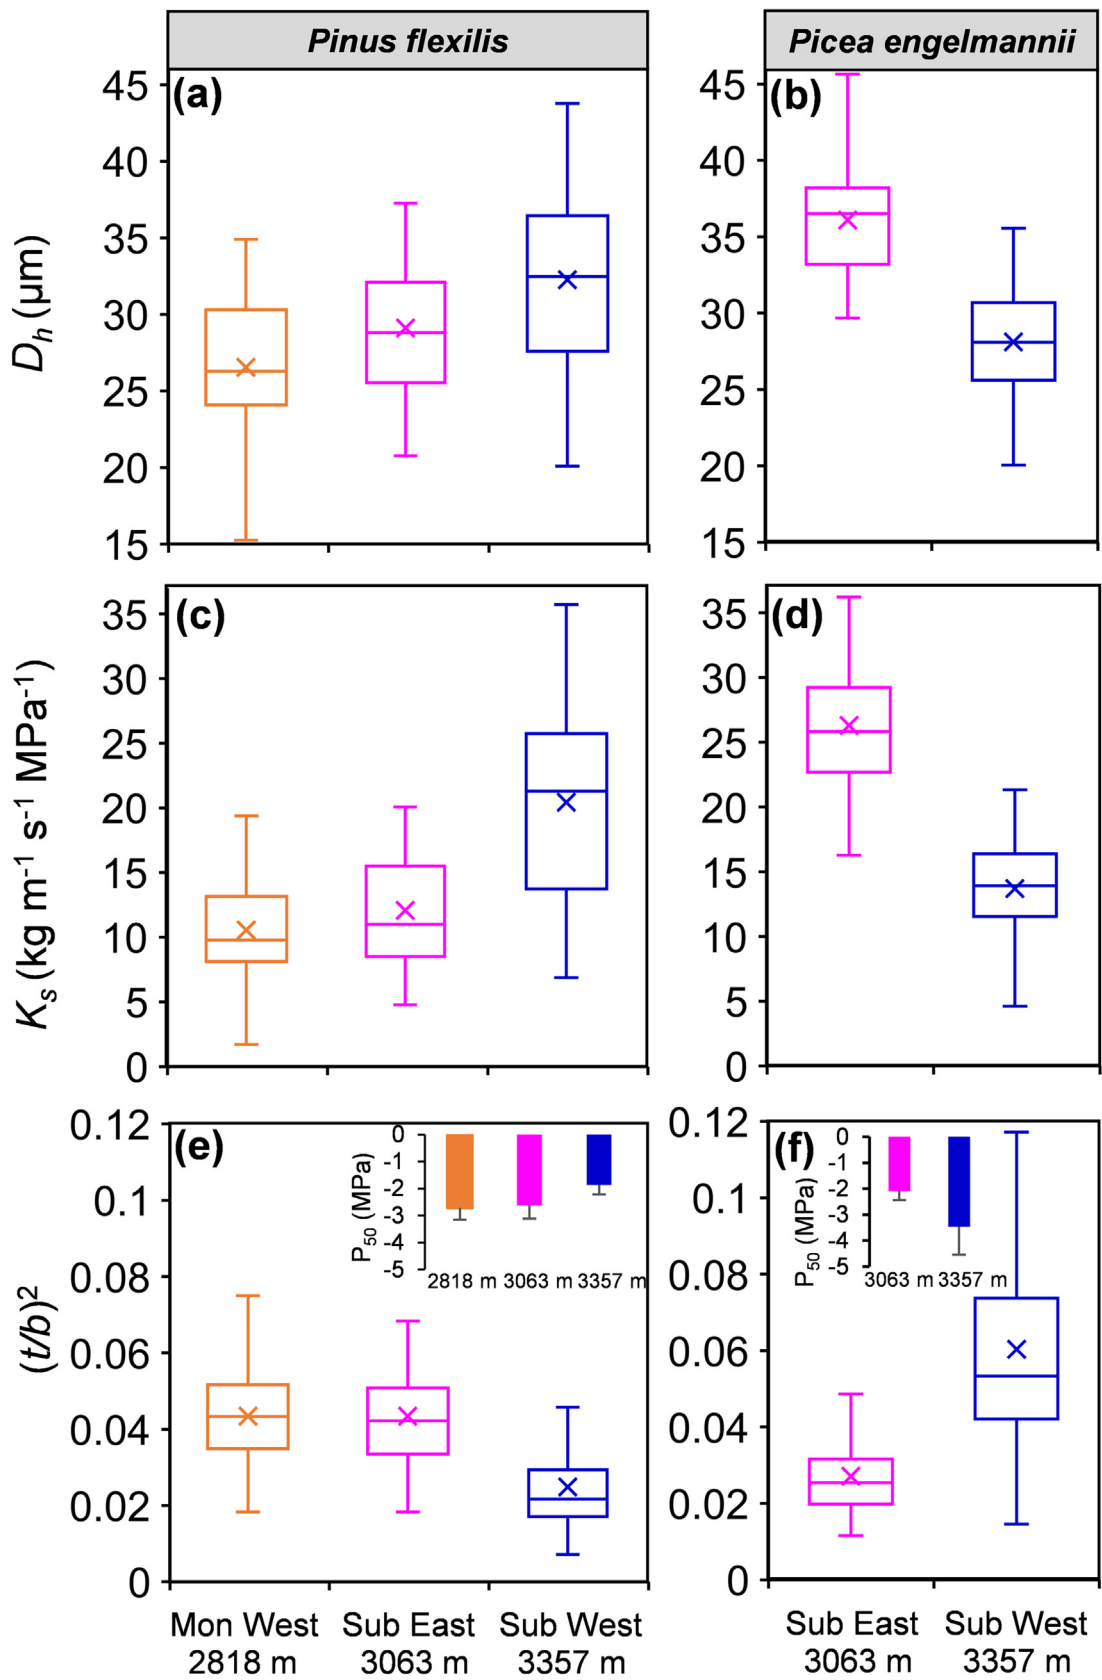 Pinus flexilis
Picea engelmannii
(a)
45
40
35
30
25
20
15
D_h (µm)
(b)
45
40
35
30
25
20
15
(c)
35
30
25
20
15
10
5
0
K_s (kg m⁻¹ s⁻¹ MPa⁻¹)
(d)
35
30
25
20
15
10
5
0
(e)
0.12
0.1
0.08
0.06
0.04
0.02
0
(t/b)²
P₅₀ (MPa)
0
-1
-2
-3
-4
-5
2818 m 3063 m 3357 m
(f)
0.12
0.1
0.08
0.06
0.04
0.02
0
P₅₀ (MPa)
0
-1
-2
-3
-4
-5
3063 m 3357 m
Mon West
2818 m
Sub East
3063 m
Sub West
3357 m
Sub East
3063 m
Sub West
3357 m